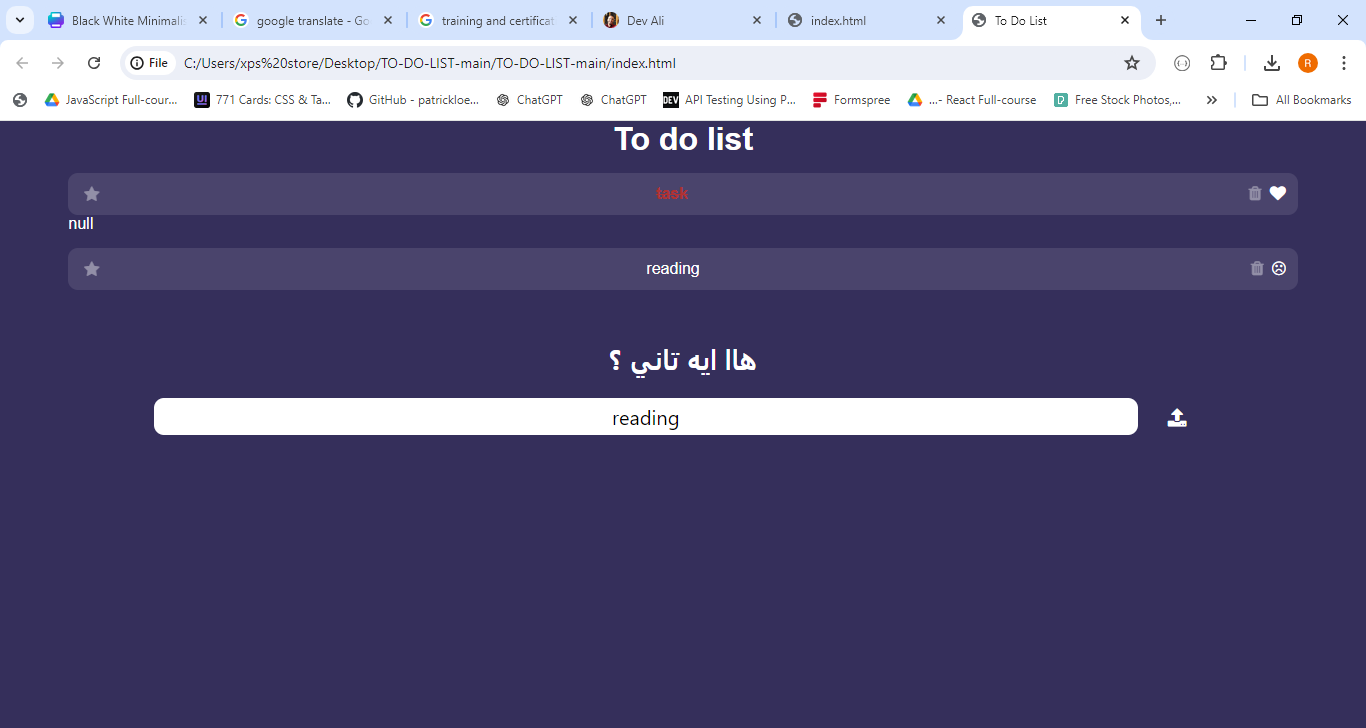 Black White Minimalis
google translate - Go
training and certificat
Dev Ali
index.html
To Do List
File
C:/Users/xps%20store/Desktop/TO-DO-LIST-main/TO-DO-LIST-main/index.html
R
JavaScript Full-cour...
UI
771 Cards: CSS & Ta...
GitHub - patrickloe...
ChatGPT
ChatGPT
DEV
API Testing Using P...
Formspree
...- React Full-course
Free Stock Photos,...
All Bookmarks
To do list
task
null
reading
هاا ايه تاني ؟
reading